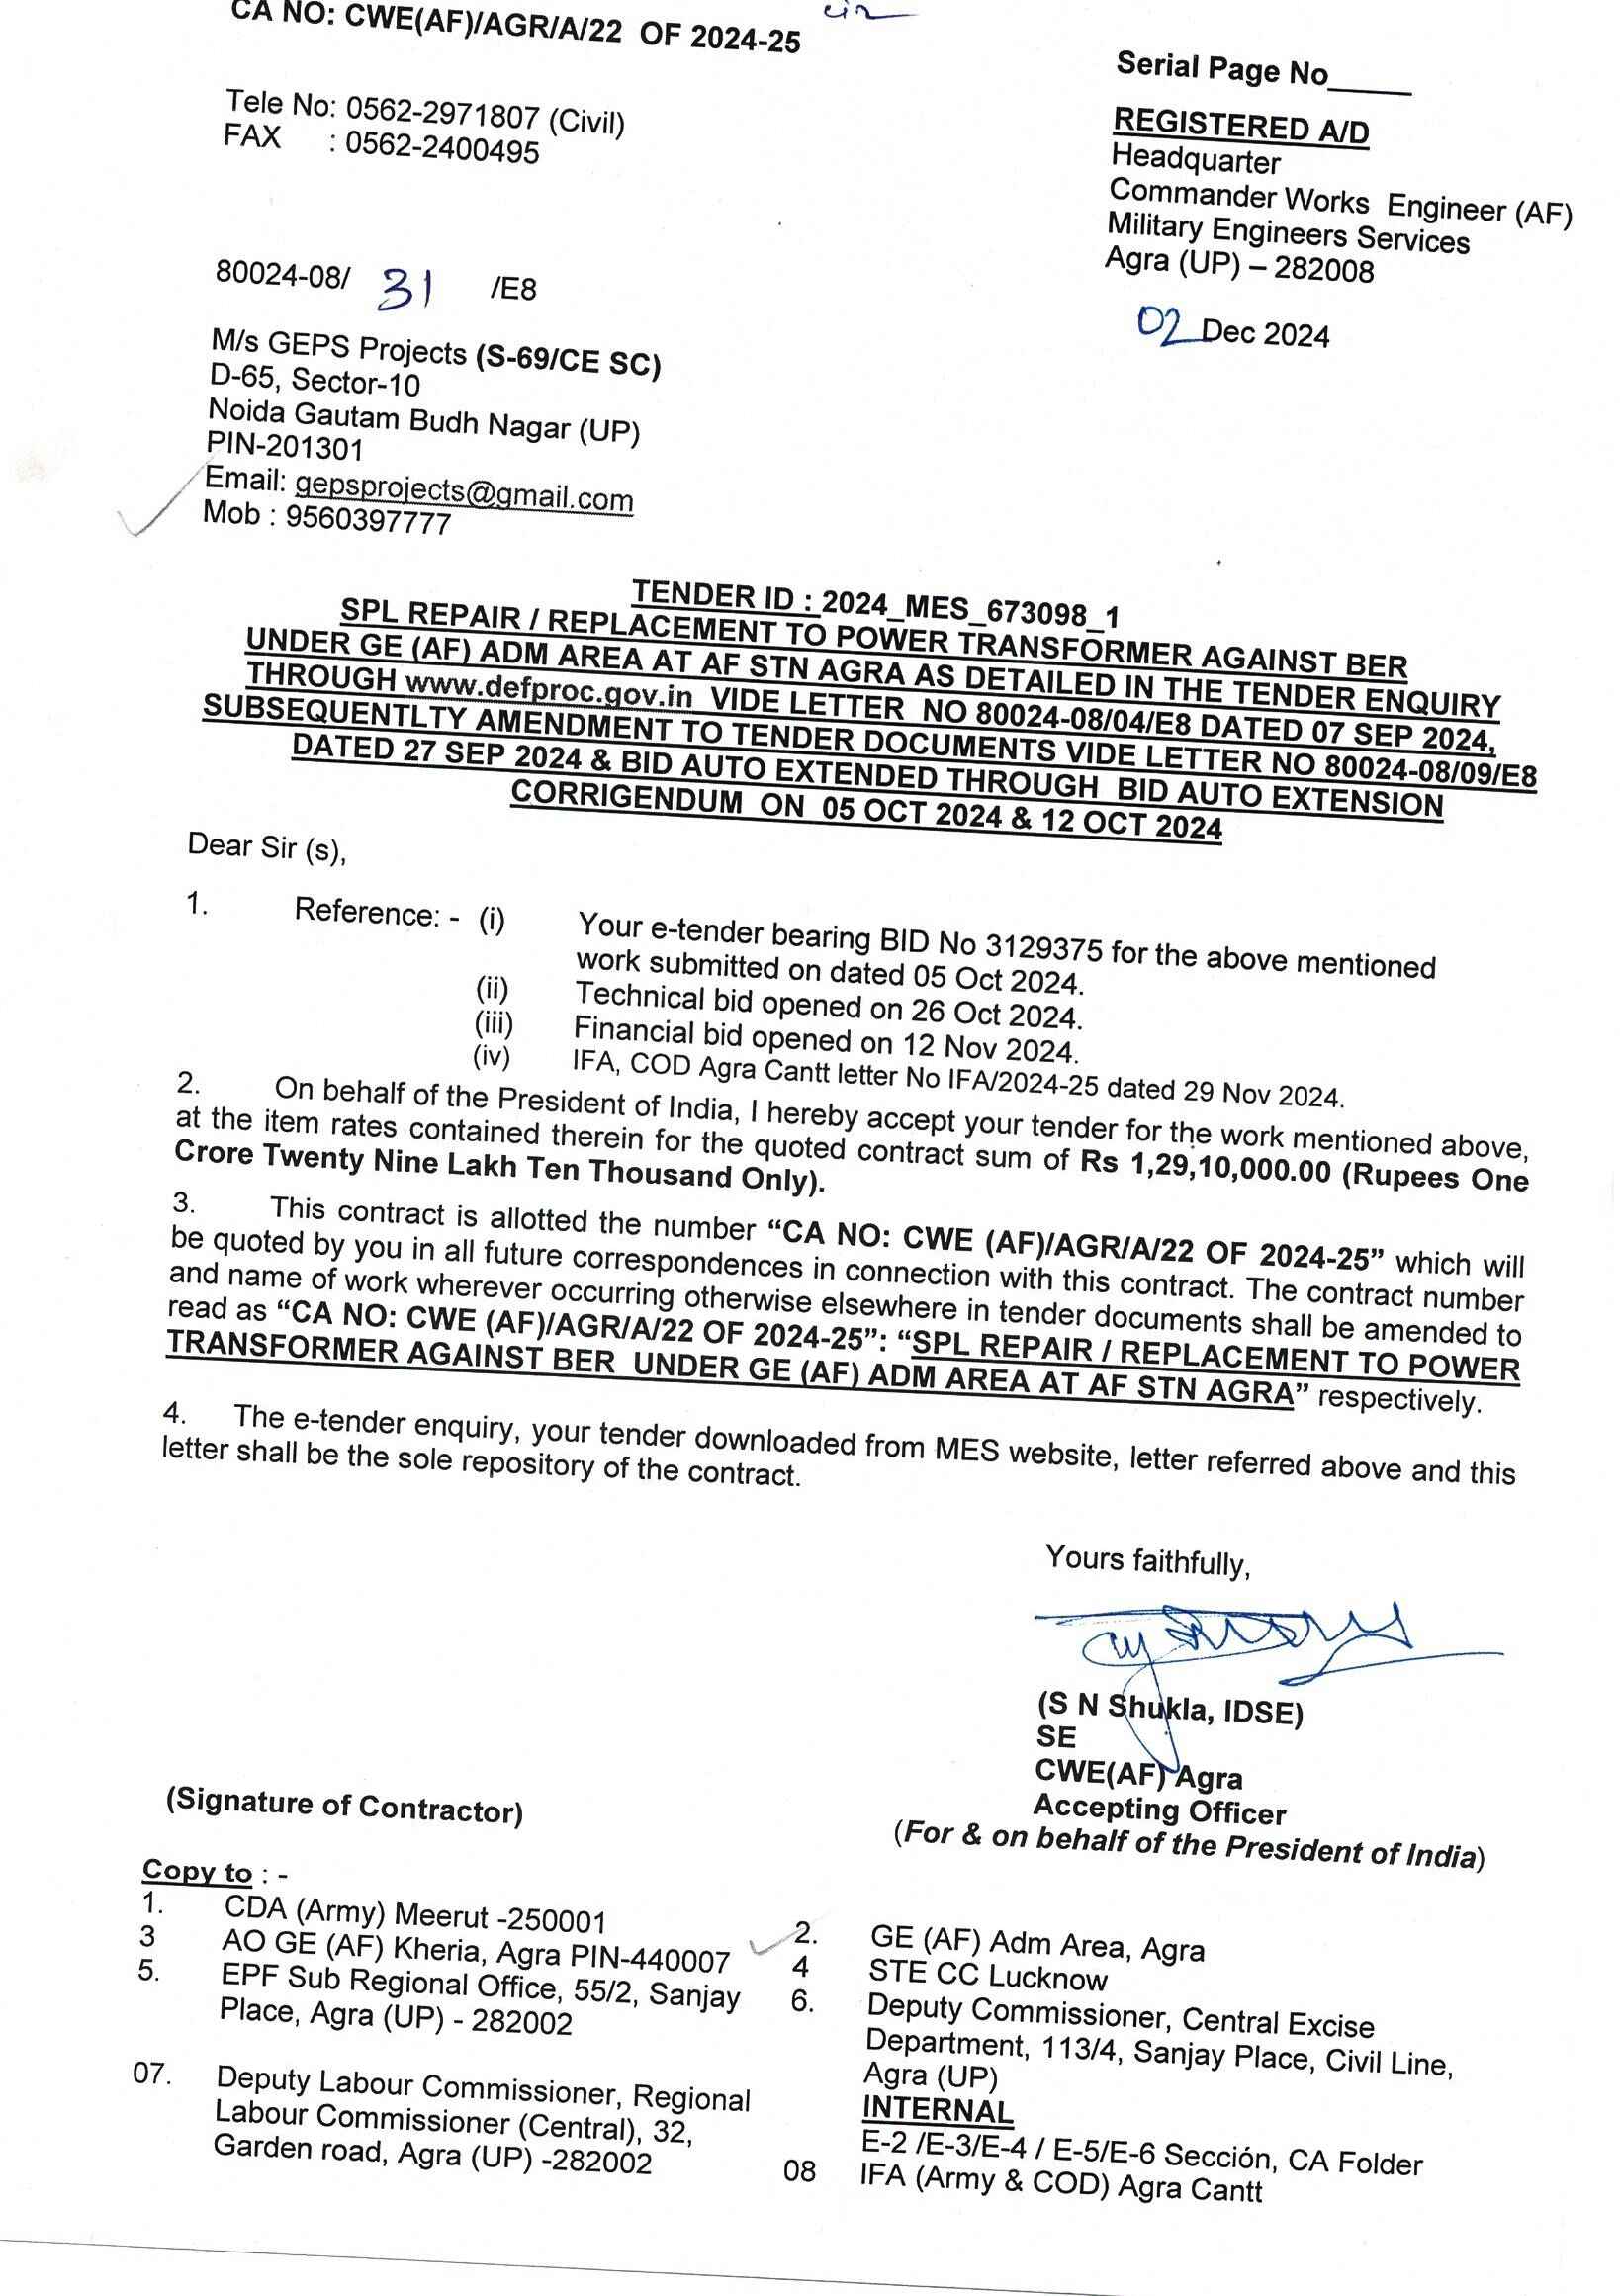 CA NO: CWE(AF)/AGR/A/22 OF 2024-25
Serial Page No______
Tele No: 0562-2971807 (Civil)
FAX : 0562-2400495
REGISTERED A/D
Headquarter
Commander Works Engineer (AF)
Military Engineers Services
Agra (UP) – 282008
80024-08/ 31 /E8
02 Dec 2024
M/s GEPS Projects (S-69/CE SC)
D-65, Sector-10
Noida Gautam Budh Nagar (UP)
PIN-201301
Email: gepsprojects@gmail.com
Mob : 9560397777
TENDER ID : 2024_MES_673098_1
SPL REPAIR / REPLACEMENT TO POWER TRANSFORMER AGAINST BER
UNDER GE (AF) ADM AREA AT AF STN AGRA AS DETAILED IN THE TENDER ENQUIRY
THROUGH www.defproc.gov.in VIDE LETTER NO 80024-08/04/E8 DATED 07 SEP 2024,
SUBSEQUENTLTY AMENDMENT TO TENDER DOCUMENTS VIDE LETTER NO 80024-08/09/E8
DATED 27 SEP 2024 & BID AUTO EXTENDED THROUGH BID AUTO EXTENSION
CORRIGENDUM ON 05 OCT 2024 & 12 OCT 2024
Dear Sir (s),
1. Reference: - (i) Your e-tender bearing BID No 3129375 for the above mentioned
work submitted on dated 05 Oct 2024.
(ii) Technical bid opened on 26 Oct 2024.
(iii) Financial bid opened on 12 Nov 2024.
(iv) IFA, COD Agra Cantt letter No IFA/2024-25 dated 29 Nov 2024.
2. On behalf of the President of India, I hereby accept your tender for the work mentioned above,
at the item rates contained therein for the quoted contract sum of Rs 1,29,10,000.00 (Rupees One
Crore Twenty Nine Lakh Ten Thousand Only).
3. This contract is allotted the number “CA NO: CWE (AF)/AGR/A/22 OF 2024-25” which will
be quoted by you in all future correspondences in connection with this contract. The contract number
and name of work wherever occurring otherwise elsewhere in tender documents shall be amended to
read as “CA NO: CWE (AF)/AGR/A/22 OF 2024-25”: “SPL REPAIR / REPLACEMENT TO POWER
TRANSFORMER AGAINST BER UNDER GE (AF) ADM AREA AT AF STN AGRA” respectively.
4. The e-tender enquiry, your tender downloaded from MES website, letter referred above and this
letter shall be the sole repository of the contract.
Yours faithfully,
(S N Shukla, IDSE)
SE
CWE(AF) Agra
Accepting Officer
(Signature of Contractor) (For & on behalf of the President of India)
Copy to : -
1. CDA (Army) Meerut -250001 2. GE (AF) Adm Area, Agra
3 AO GE (AF) Kheria, Agra PIN-440007 4 STE CC Lucknow
5. EPF Sub Regional Office, 55/2, Sanjay
Place, Agra (UP) - 282002
6. Deputy Commissioner, Central Excise
Department, 113/4, Sanjay Place, Civil Line,
Agra (UP)
INTERNAL
07. Deputy Labour Commissioner, Regional
Labour Commissioner (Central), 32,
Garden road, Agra (UP) -282002
E-2 /E-3/E-4 / E-5/E-6 Sección, CA Folder
08 IFA (Army & COD) Agra Cantt